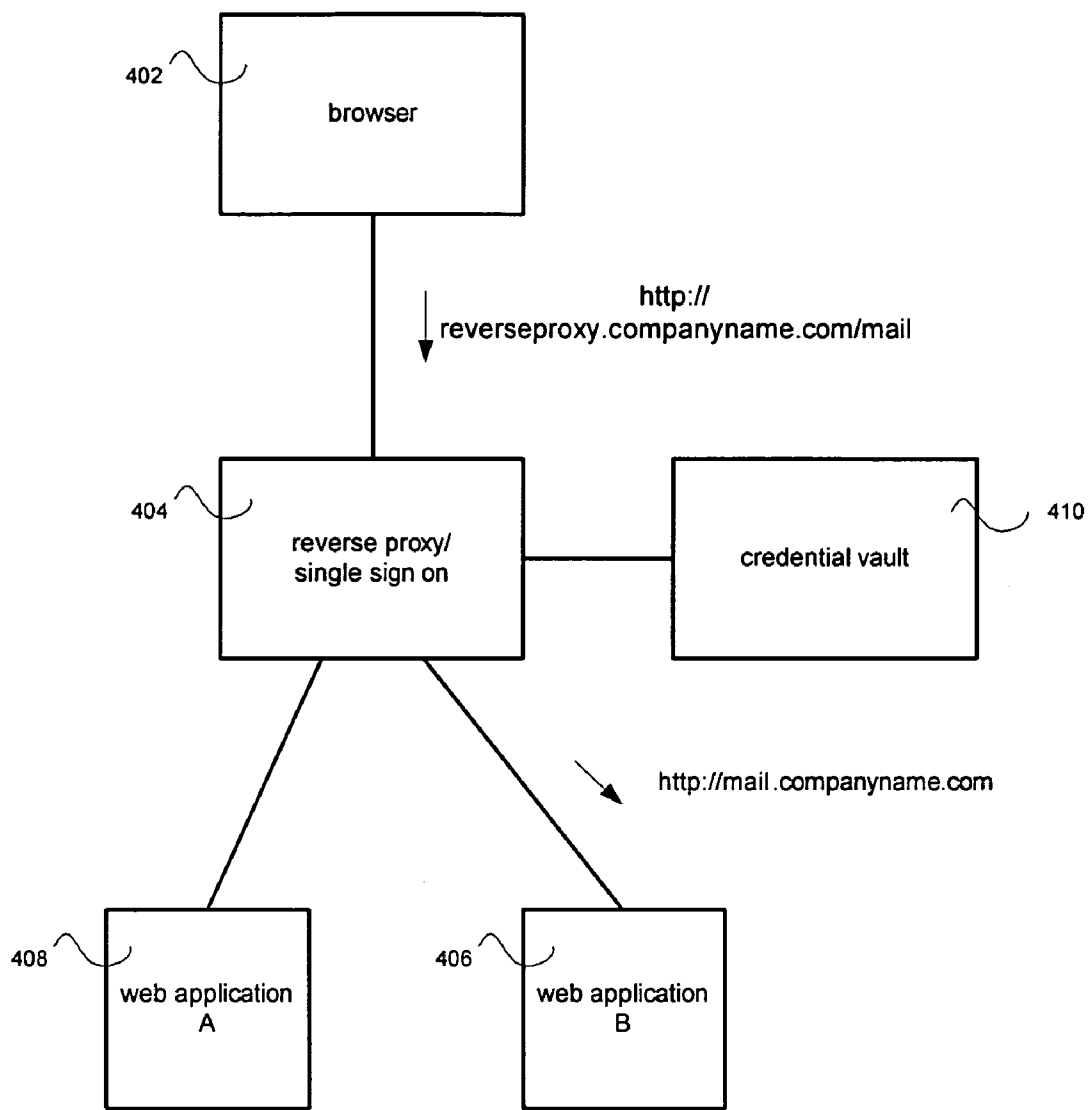 402
browser
http://
reverseproxy.companyname.com/mail
404
reverse proxy/
single sign on
credential vault
410
http://mail.companyname.com
408
web application
A
406
web application
B